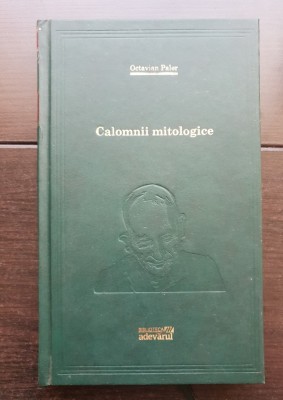 Octavian Paler
Calomnii mitologice
BIBLIOTECA
adevărul